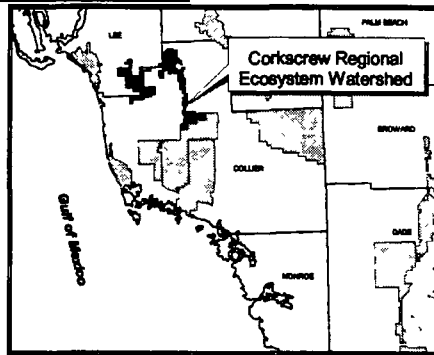 LEE
PALM BEACH
Corkscrew Regional
Ecosystem Watershed
BROWARD
COLLIER
Gulf of Mexico
DADE
MONROE